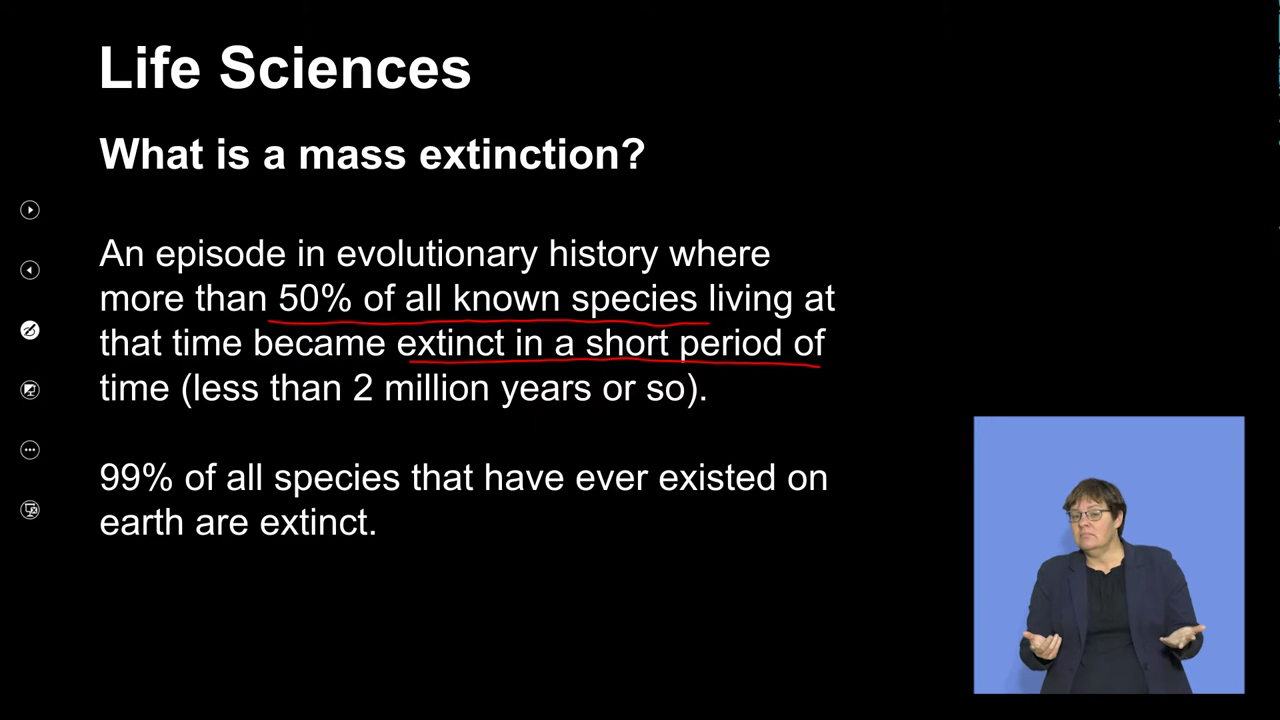 Life Sciences
What is a mass extinction?
An episode in evolutionary history where
more than 50% of all known species living at
that time became extinct in a short period of
time (less than 2 million years or so).
99% of all species that have ever existed on
earth are extinct.